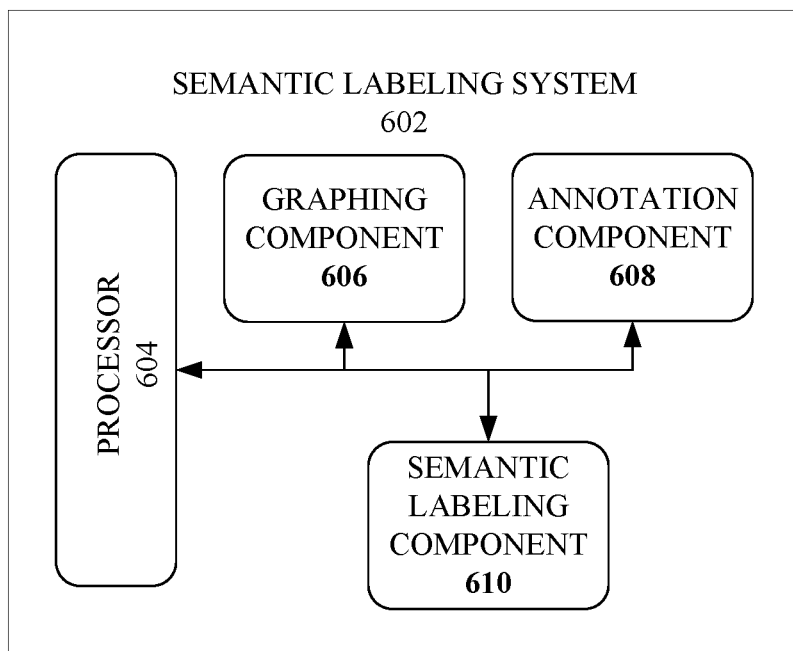 SEMANTIC LABELING SYSTEM
602
PROCESSOR
604
GRAPHING
COMPONENT
606
ANNOTATION
COMPONENT
608
SEMANTIC
LABELING
COMPONENT
610